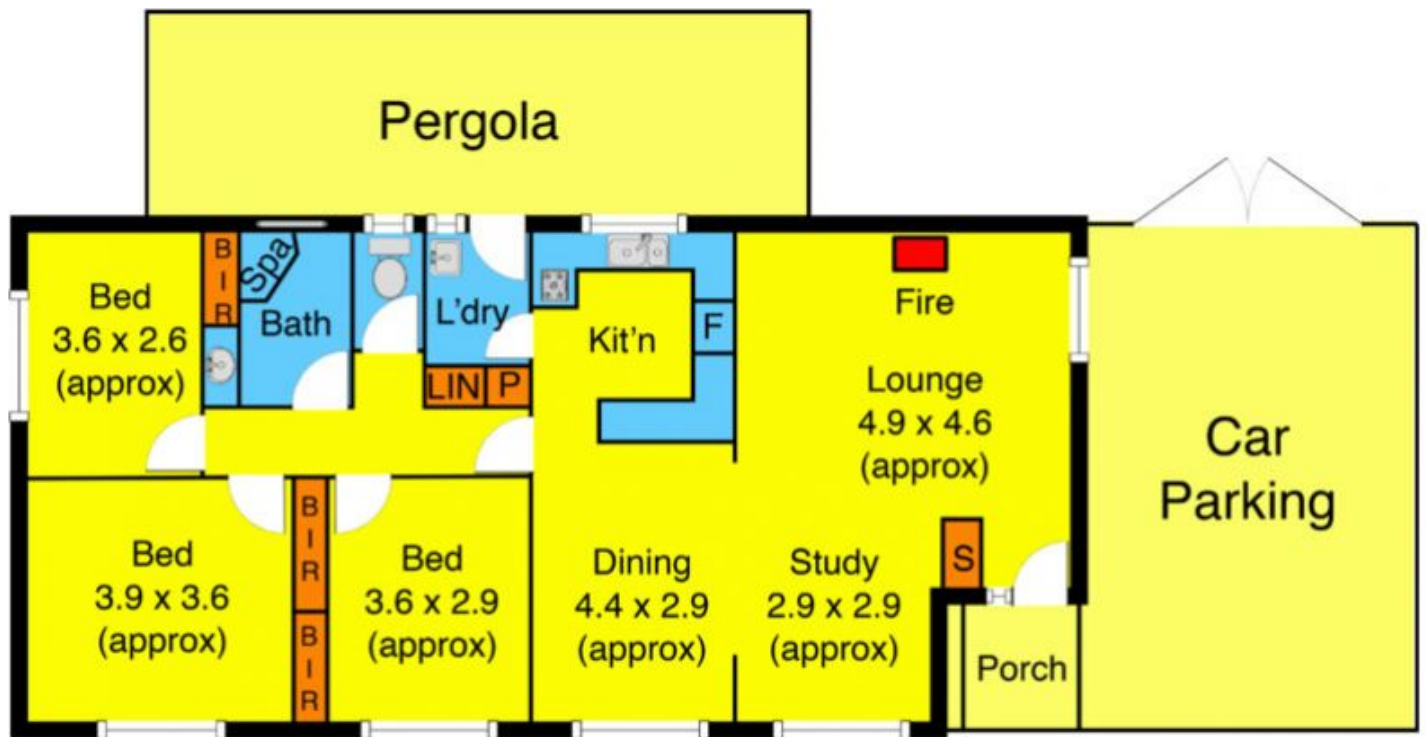 Pergola
Bed
3.6 x 2.6
(approx)
B
I
R
Spa
Bath
L'dry
LIN
P
Kit'n
F
Fire
Lounge
4.9 x 4.6
(approx)
Car
Parking
Bed
3.9 x 3.6
(approx)
B
I
R
B
I
R
Bed
3.6 x 2.9
(approx)
Dining
4.4 x 2.9
(approx)
Study
2.9 x 2.9
(approx)
S
Porch